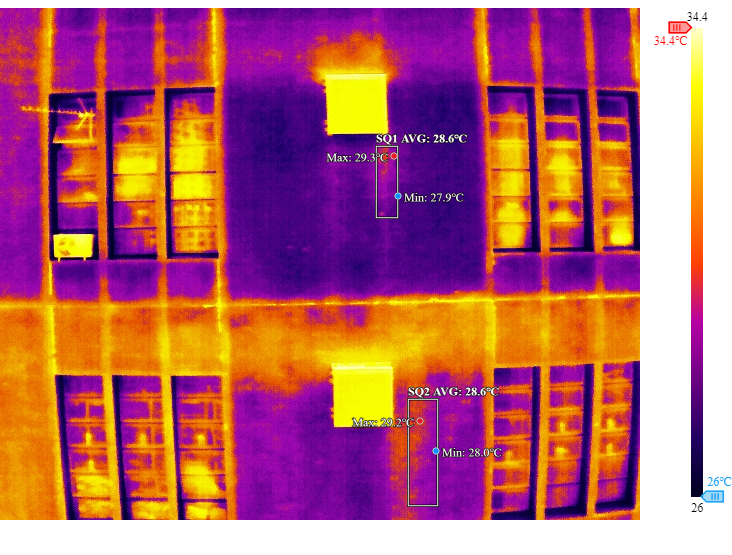 34.4
34.4℃
SQ1 AVG: 28.6℃
Max: 29.3℃
Min: 27.9℃
SQ2 AVG: 28.6℃
Max: 29.2℃
Min: 28.0℃
26℃
26